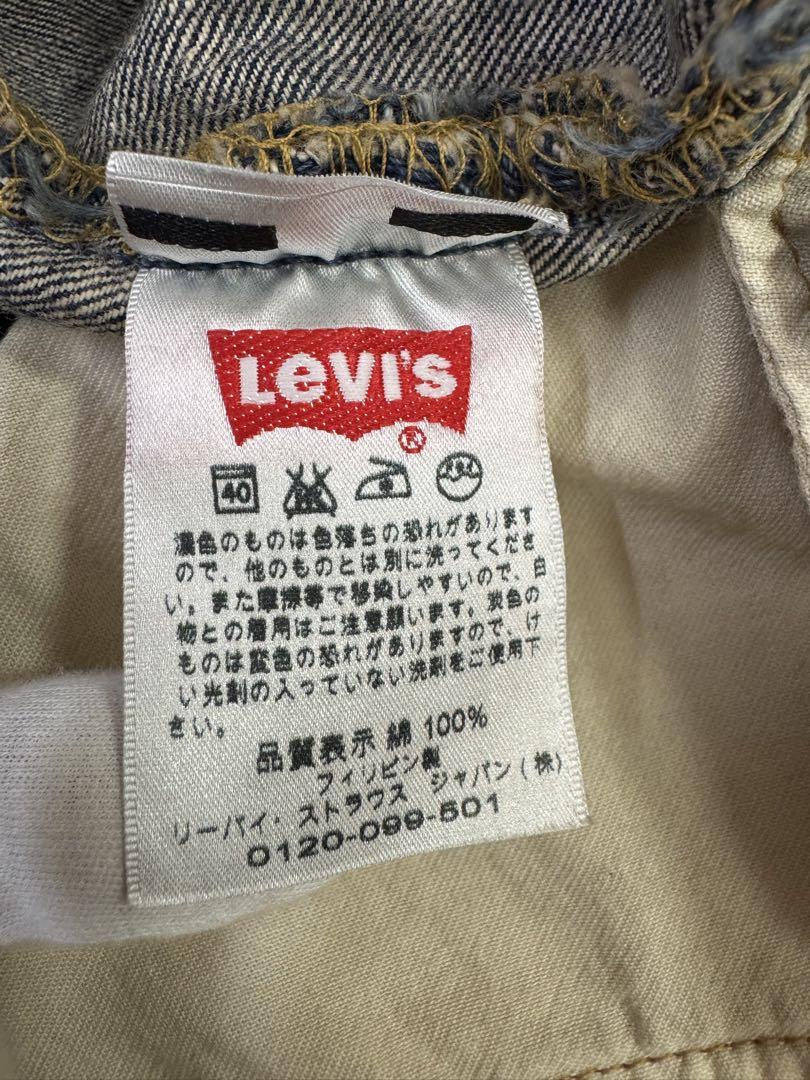 LEVI'S
®
40
濃色のものは色落ちの恐れがあります
ので、他のものとは別に洗ってくださ
い。また摩擦等で移染しやすいので、白
物との着用はご注意願います。淡色の
ものは変色の恐れがありますので、け
い光剤の入っていない洗剤をご使用下
さい。
品質表示 綿 100%
フィリピン製
リーバイ・ストラウス ジャパン(株)
0120-099-501